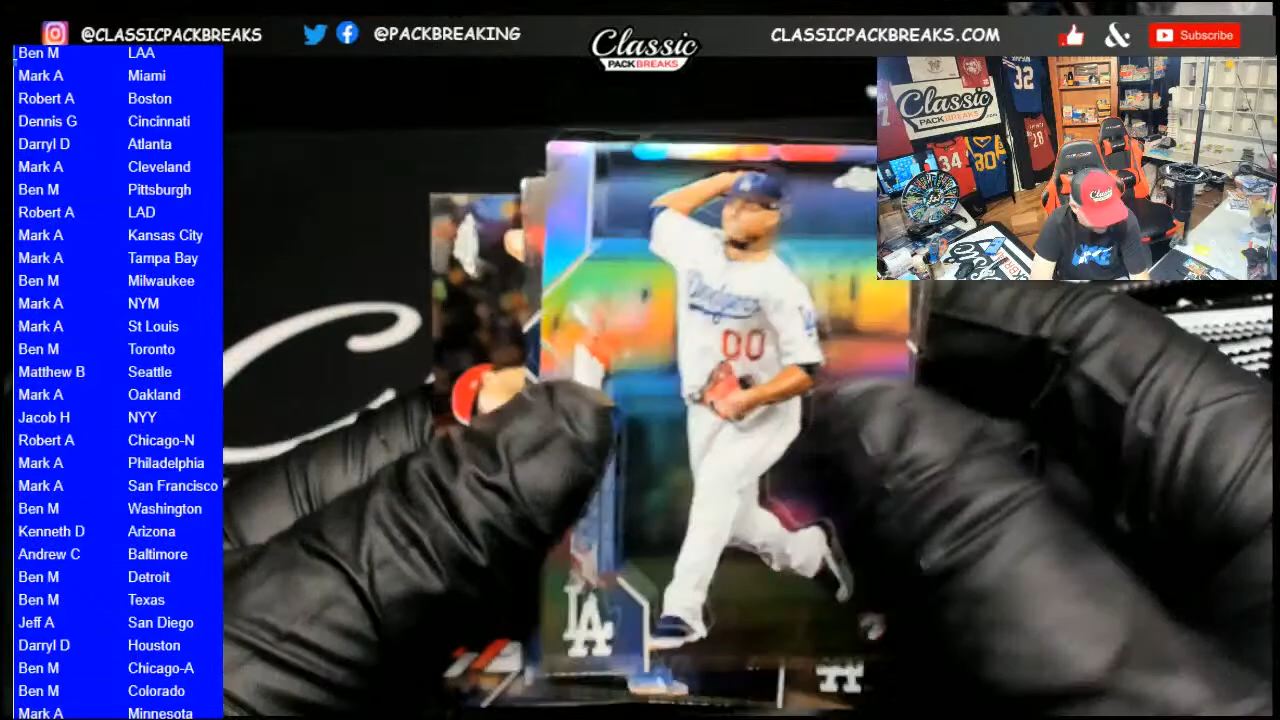 @CLASSICPACKBREAKS
@PACKBREAKING
Classic
PACK BREAKS
CLASSICPACKBREAKS.COM
Subscribe
Ben M LAA
Mark A Miami
Robert A Boston
Dennis G Cincinnati
Darryl D Atlanta
Mark A Cleveland
Ben M Pittsburgh
Robert A LAD
Mark A Kansas City
Mark A Tampa Bay
Ben M Milwaukee
Mark A NYM
Mark A St Louis
Ben M Toronto
Matthew B Seattle
Mark A Oakland
Jacob H NYY
Robert A Chicago-N
Mark A Philadelphia
Mark A San Francisco
Ben M Washington
Kenneth D Arizona
Andrew C Baltimore
Ben M Detroit
Ben M Texas
Jeff A San Diego
Darryl D Houston
Ben M Chicago-A
Ben M Colorado
Mark A Minnesota
Dodgers
00
LA
Classic
PACK BREAKS
32
34
80
28